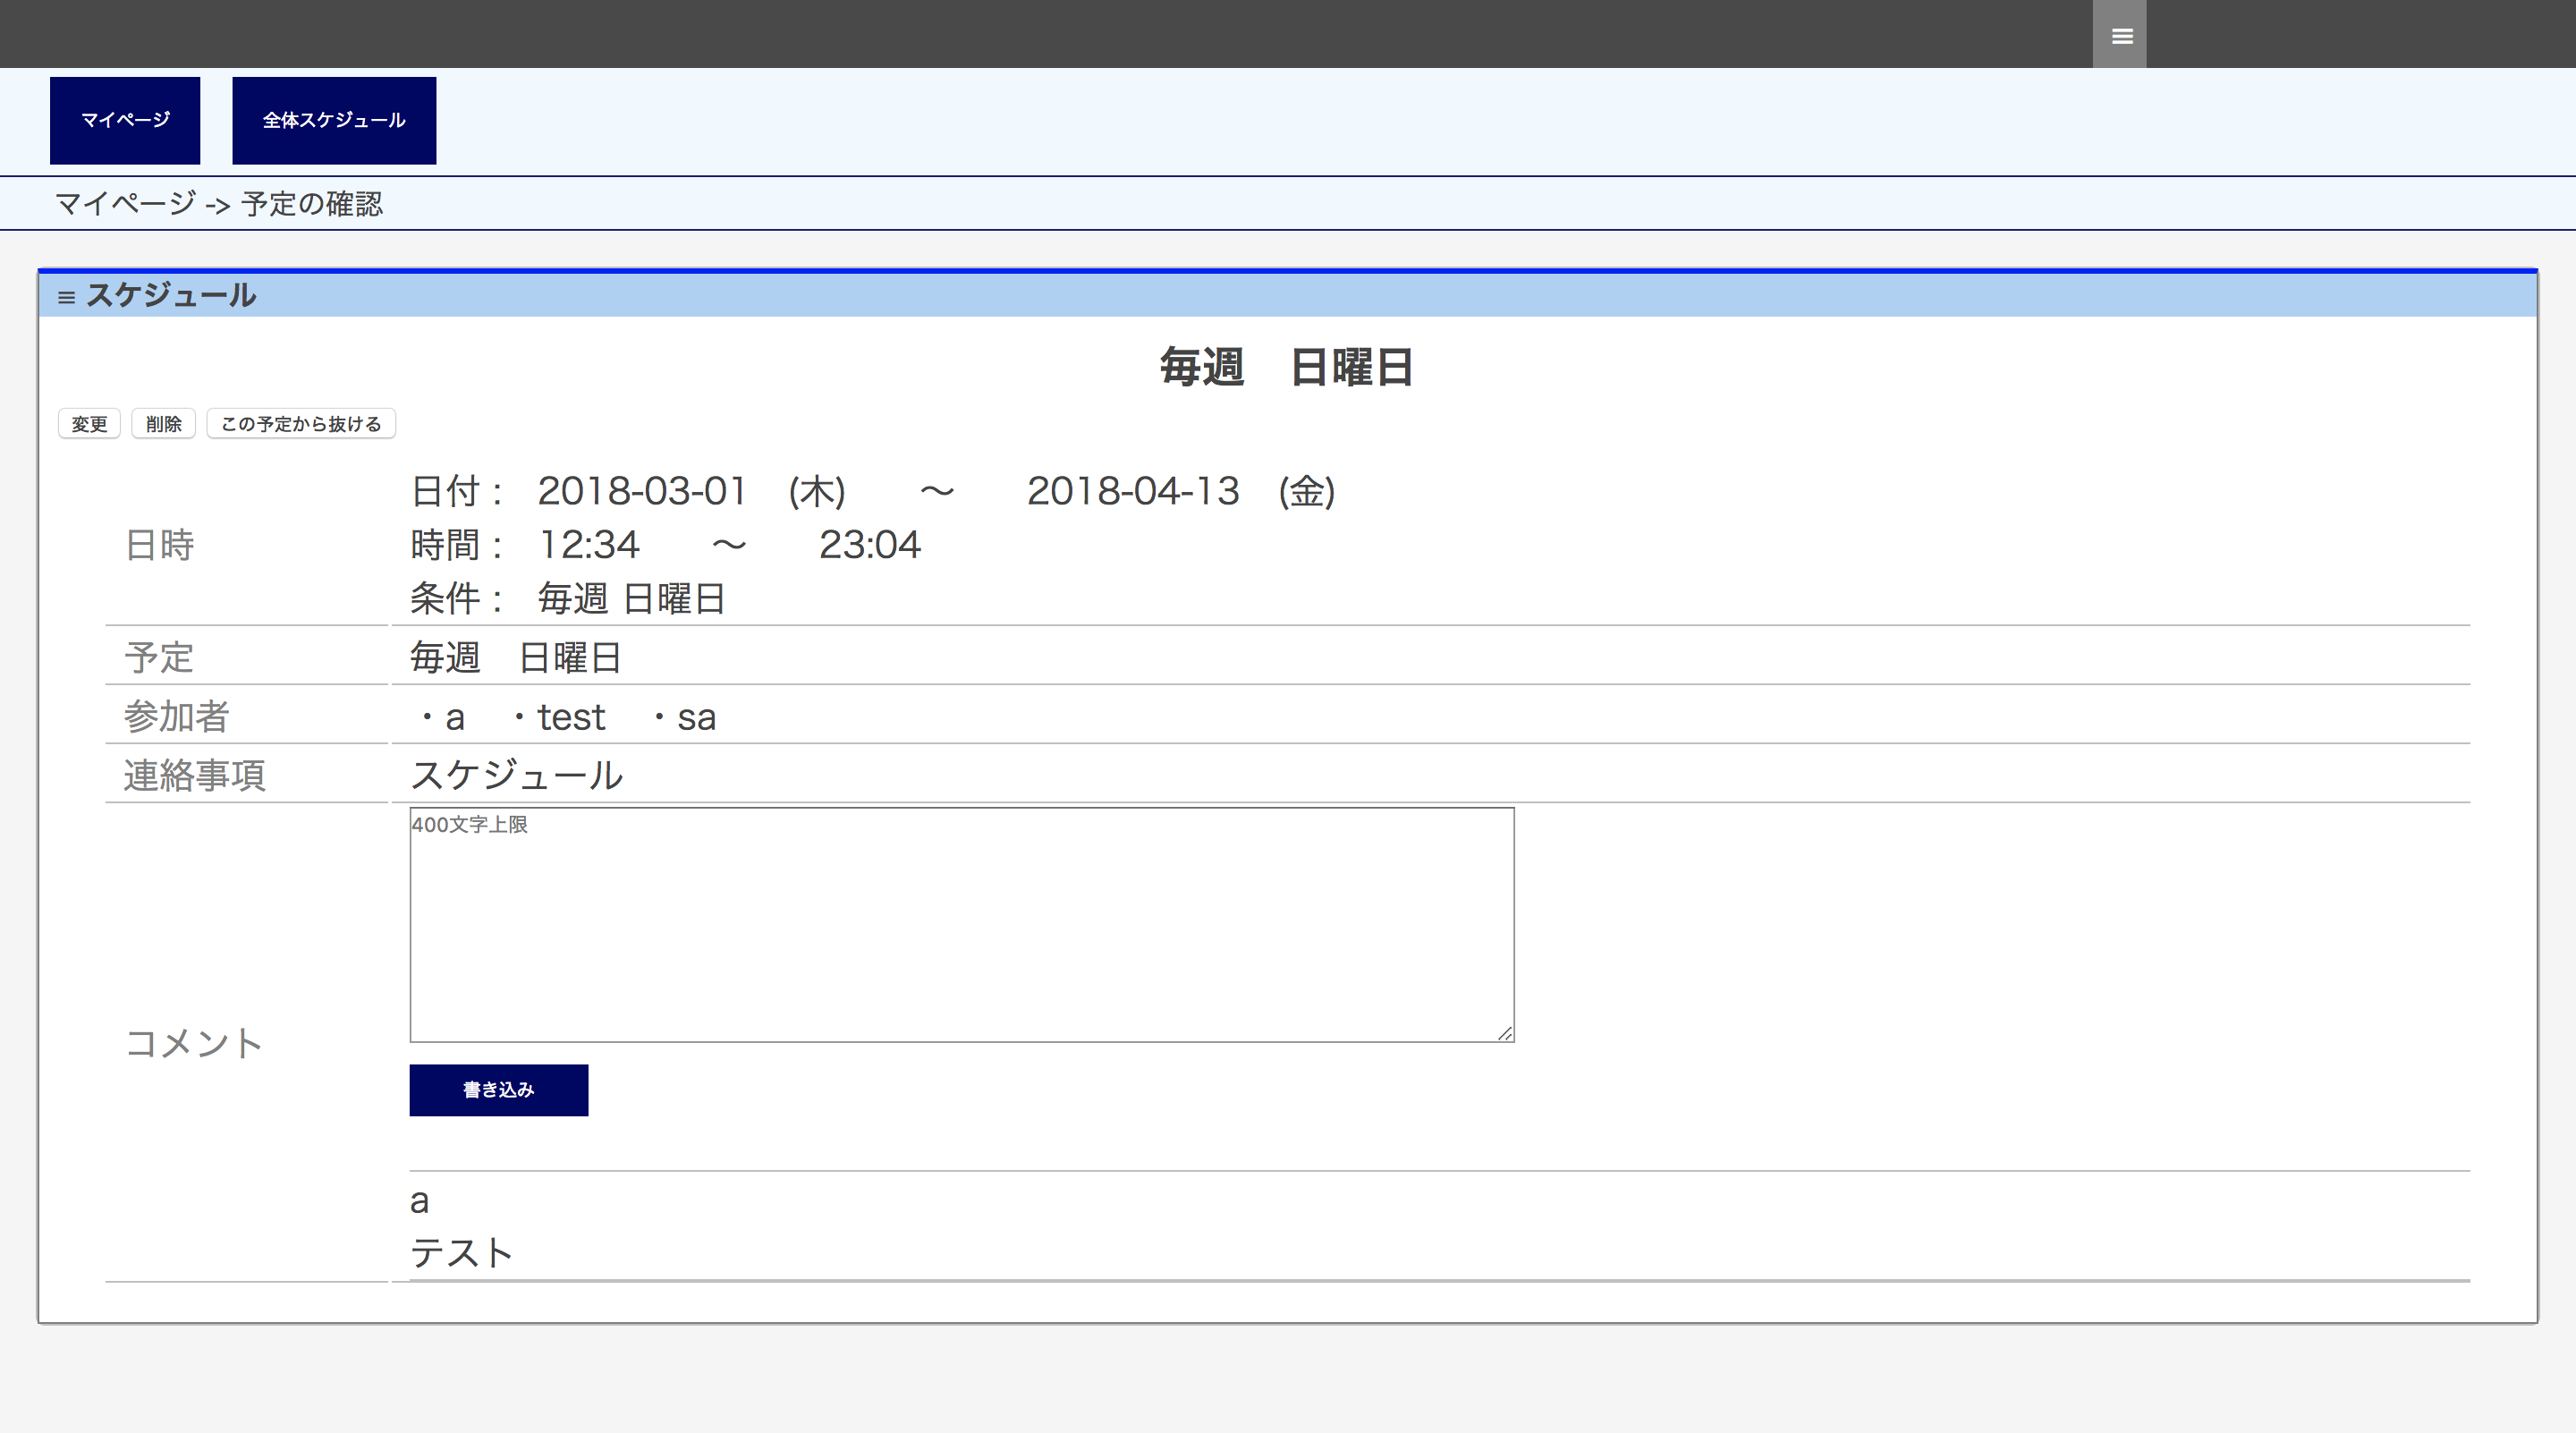 ≡
マイページ 全体スケジュール
マイページ -> 予定の確認
≡ スケジュール
毎週　日曜日
変更 削除 この予定から抜ける
日時
日付：　2018-03-01　(木)　　～　　2018-04-13　(金)
時間：　12:34　　～　　23:04
条件：　毎週 日曜日
予定 毎週　日曜日
参加者 ・a　・test　・sa
連絡事項 スケジュール
コメント
400文字上限
書き込み
a
テスト